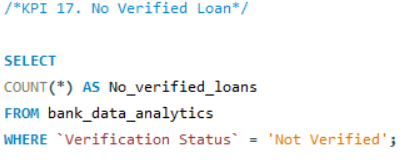 /*KPI 17. No Verified Loan*/
SELECT
COUNT(*) AS No_verified_loans
FROM bank_data_analytics
WHERE `Verification Status` = 'Not Verified';